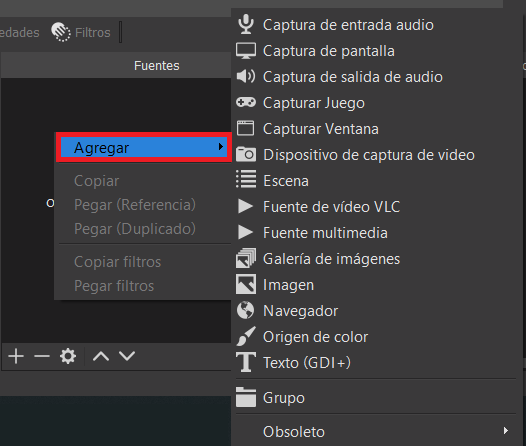 edades Filtros
Fuentes
Agregar
Copiar
Pegar (Referencia)
Pegar (Duplicado)
Copiar filtros
Pegar filtros
Captura de entrada audio
Captura de pantalla
Captura de salida de audio
Capturar Juego
Capturar Ventana
Dispositivo de captura de video
Escena
Fuente de vídeo VLC
Fuente multimedia
Galería de imágenes
Imagen
Navegador
Origen de color
Texto (GDI+)
Grupo
Obsoleto